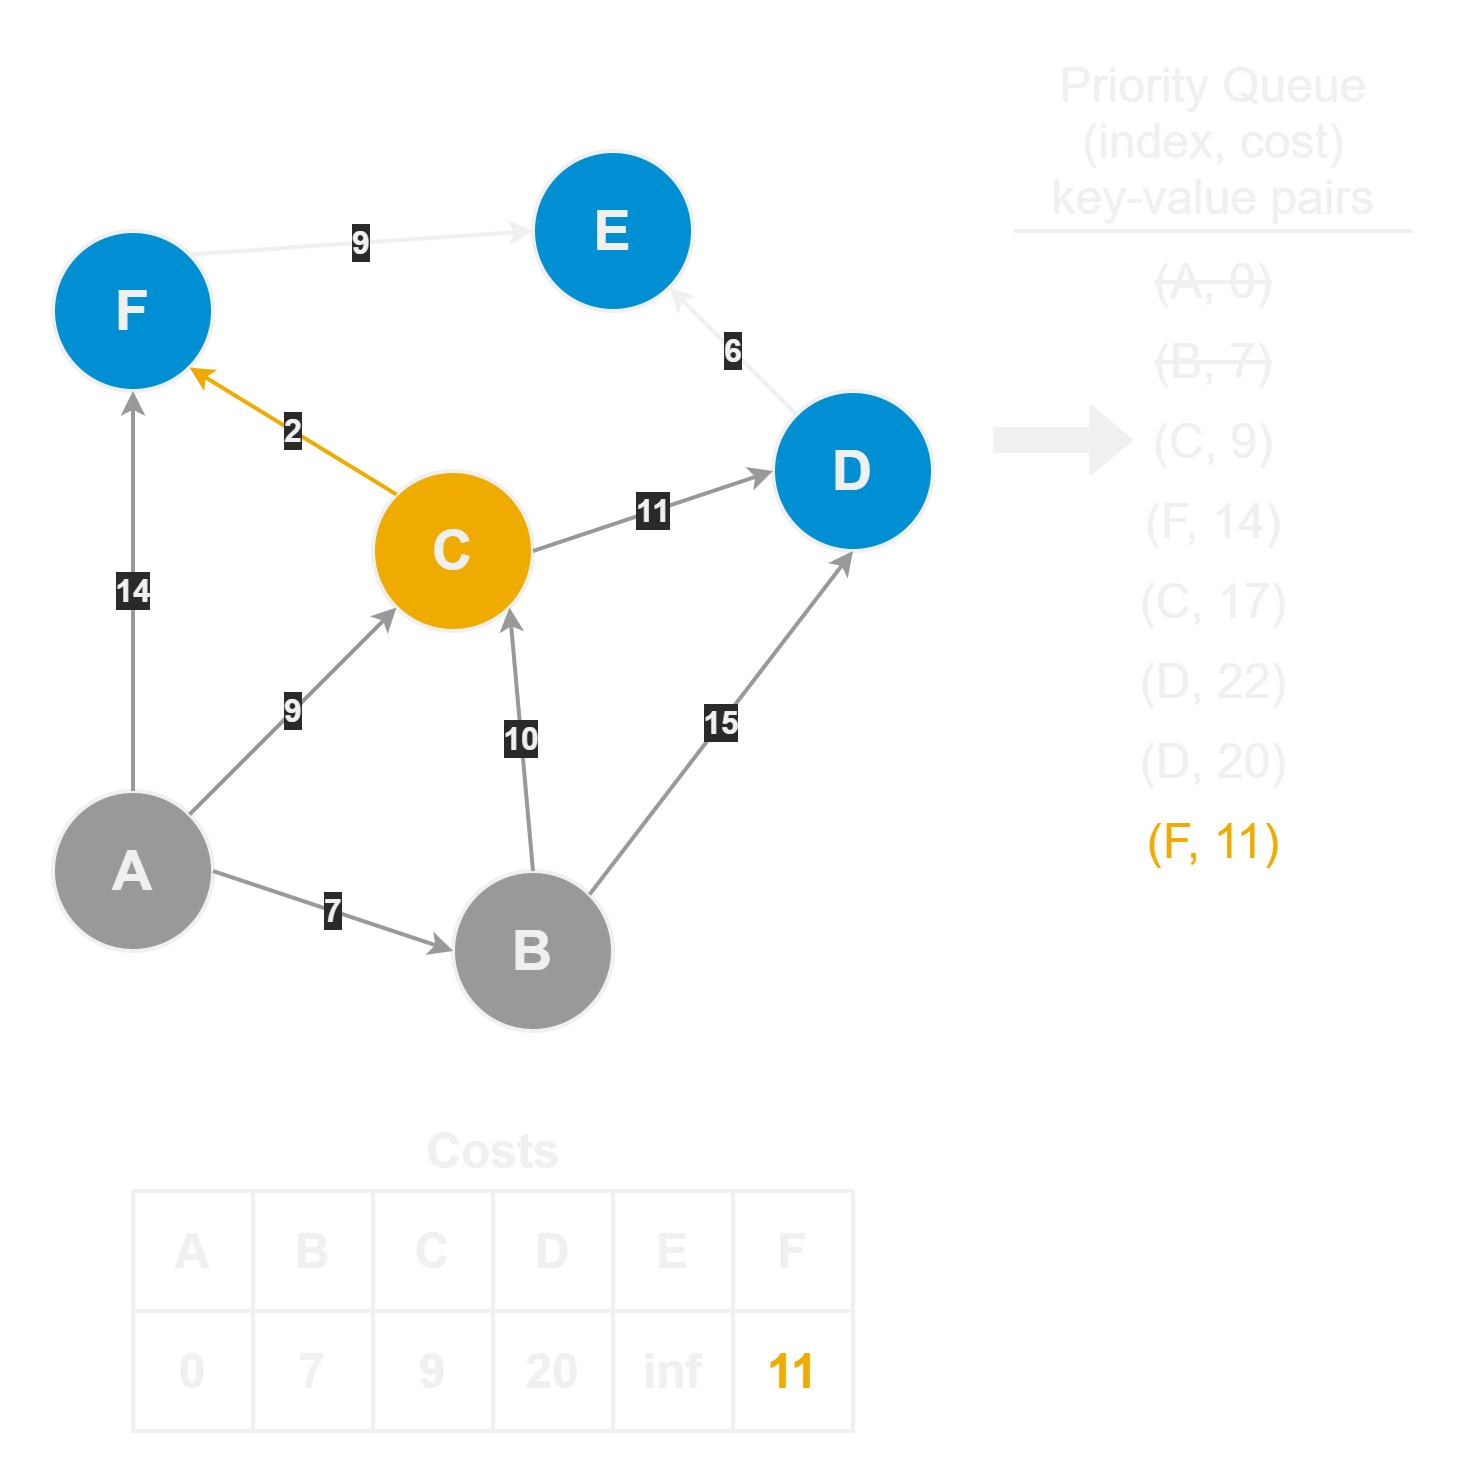 Priority Queue
(index, cost)
key-value pairs
(A, 0)
(B, 7)
(C, 9)
(F, 14)
(C, 17)
(D, 22)
(D, 20)
(F, 11)
E
9
F
6
2
D
11
C
14
9
10
15
A
7
B
Costs
A B C D E F
0 7 9 20 inf 11